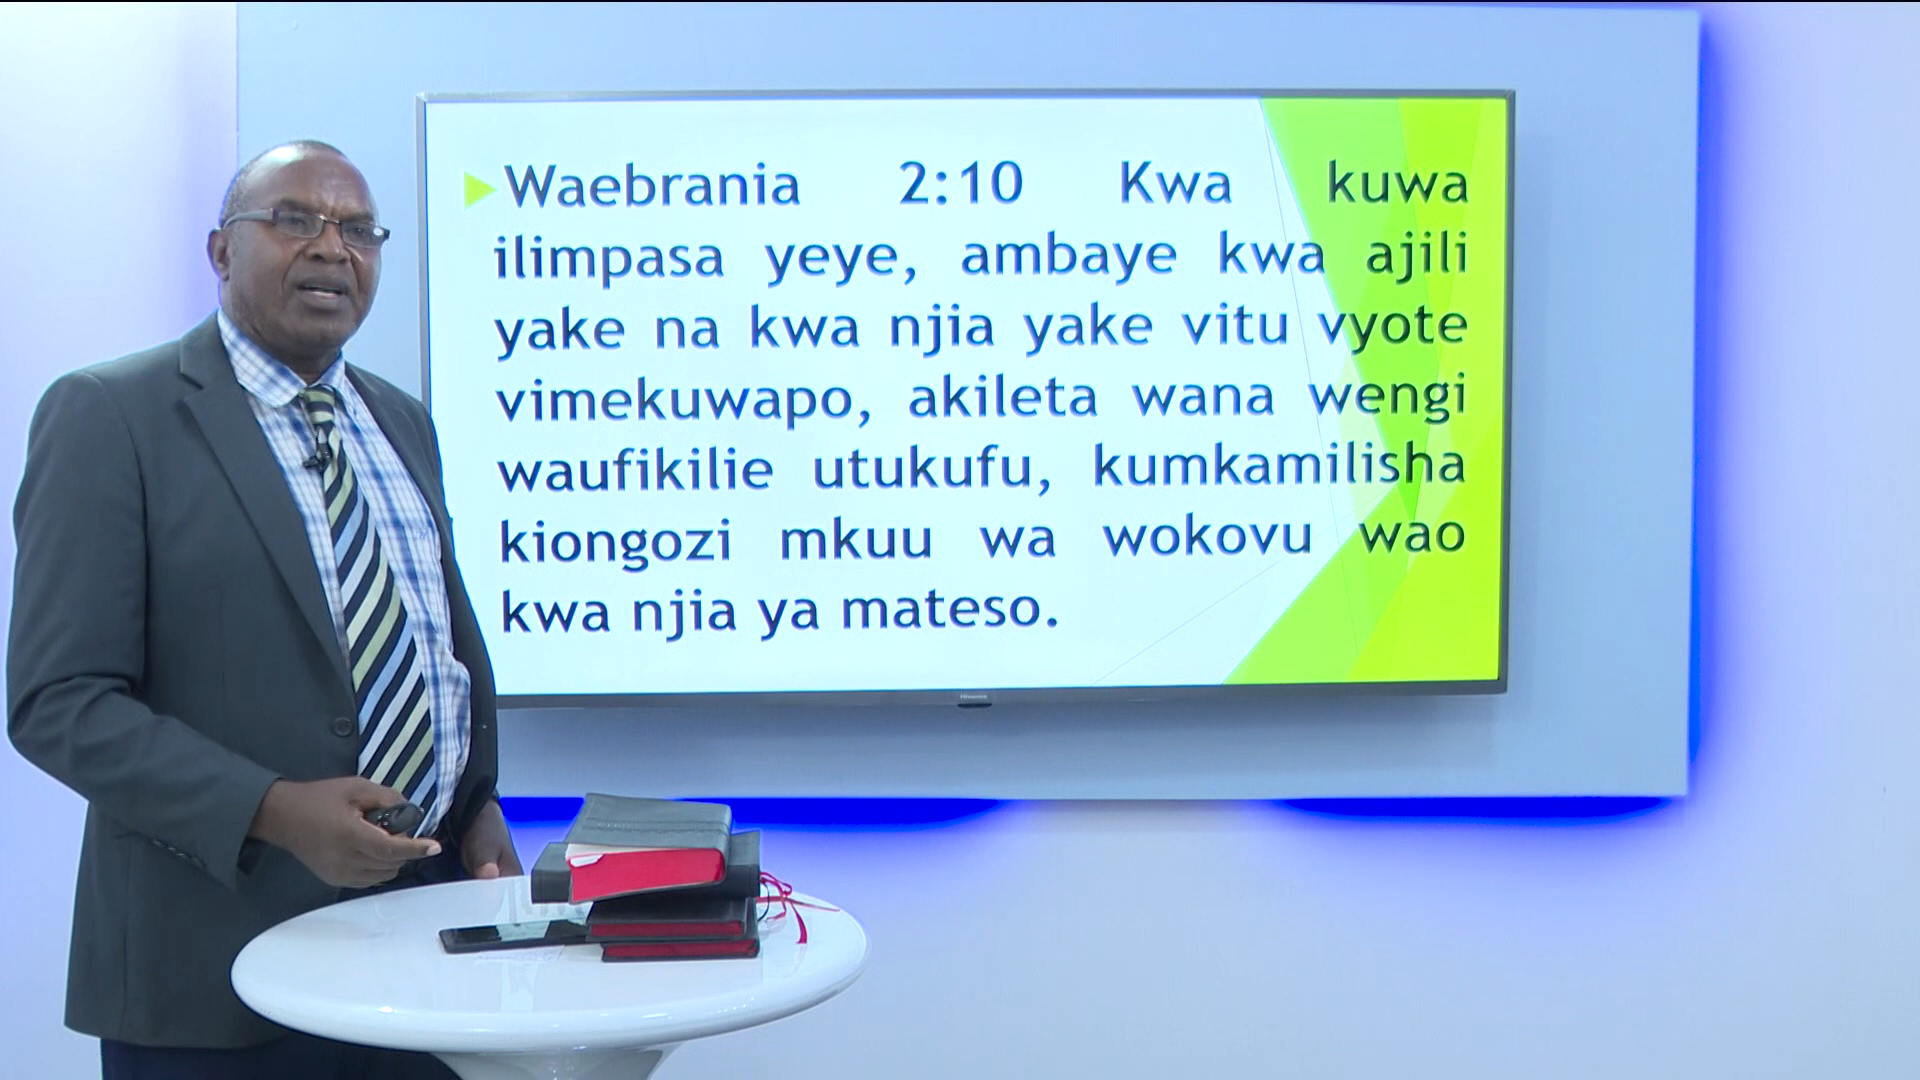 Waebrania 2:10 Kwa kuwa
ilimpasa yeye, ambaye kwa ajili
yake na kwa njia yake vitu vyote
vimekuwapo, akileta wana wengi
waufikilie utukufu, kumkamilisha
kiongozi mkuu wa wokovu wao
kwa njia ya mateso.
Hisense